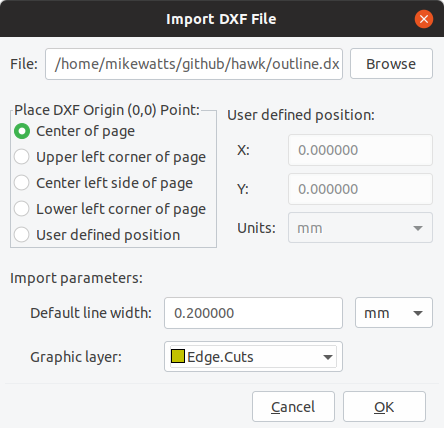 Import DXF File
File: /home/mikewatts/github/hawk/outline.dx Browse
Place DXF Origin (0,0) Point:
Center of page
Upper left corner of page
Center left side of page
Lower left corner of page
User defined position
User defined position:
X: 0.000000
Y: 0.000000
Units: mm
Import parameters:
Default line width: 0.200000 mm
Graphic layer: Edge.Cuts
Cancel OK